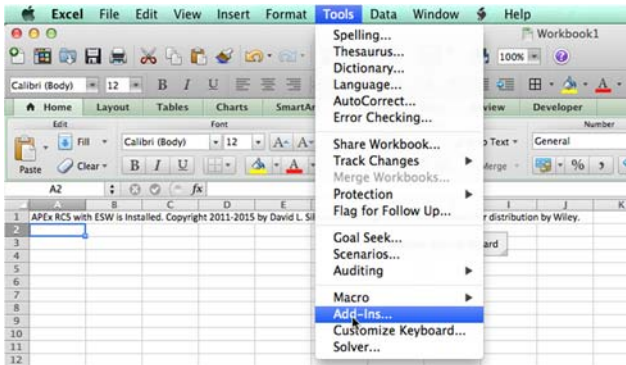 Excel File Edit View Insert Format Tools Data Window Help
Workbook1
100%
Calibri (Body) 12 B I U A
Home Layout Tables Charts SmartAr view Developer
Edit Font Number
Fill Calibri (Body) 12 A A Text General
Paste Clear B I U A Merge % ,
A2 fx
A B C D E I J K
1 APEx RC5 with ESW is Installed. Copyright 2011-2015 by David L. Sil r distribution by Wiley.
2
3 ard
4
5
6
7
8
9
10
11
12
Spelling...
Thesaurus...
Dictionary...
Language...
AutoCorrect...
Error Checking...
Share Workbook...
Track Changes
Merge Workbooks...
Protection
Flag for Follow Up...
Goal Seek...
Scenarios...
Auditing
Macro
Add-Ins...
Customize Keyboard...
Solver...